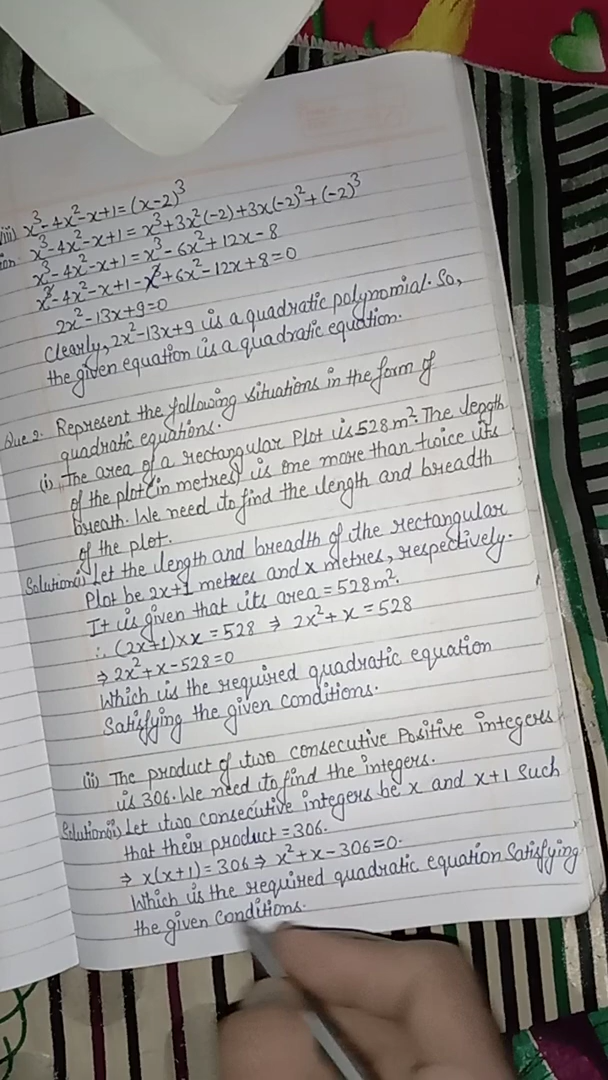 viii) x³-4x²-x+1=(x-2)³
x³-4x²-x+1 = x³+3x²(-2)+3x(-2)²+(-2)³
x³-4x²-x+1=x³-6x²+12x-8
x³-4x²-x+1-x³+6x²-12x+8=0
2x²-13x+9=0
Clearly, 2x²-13x+9 is a quadratic polynomial. So,
the given equation is a quadratic equation.
Que 2. Represent the following situations in the form of
quadratic equations.
(i) The area of a rectangular Plot is 528m². The length
of the plot (in metres) is one more than twice its
breath. We need to find the length and breadth
of the plot.
Solution(i) Let the length and breadth of the rectangular
Plot be 2x+1 metres and x metres, respectively.
It is given that its area = 528m².
∴ (2x+1)×x = 528 ⇒ 2x²+x = 528
⇒ 2x²+x-528=0
Which is the required quadratic equation
Satisfying the given conditions.
(ii) The product of two consecutive Positive integers
is 306. We need to find the integers.
Solution(ii) Let two consecutive integers be x and x+1 Such
that their product = 306.
⇒ x(x+1) = 306 ⇒ x²+x-306=0.
Which is the required quadratic equation Satisfying
the given conditions.